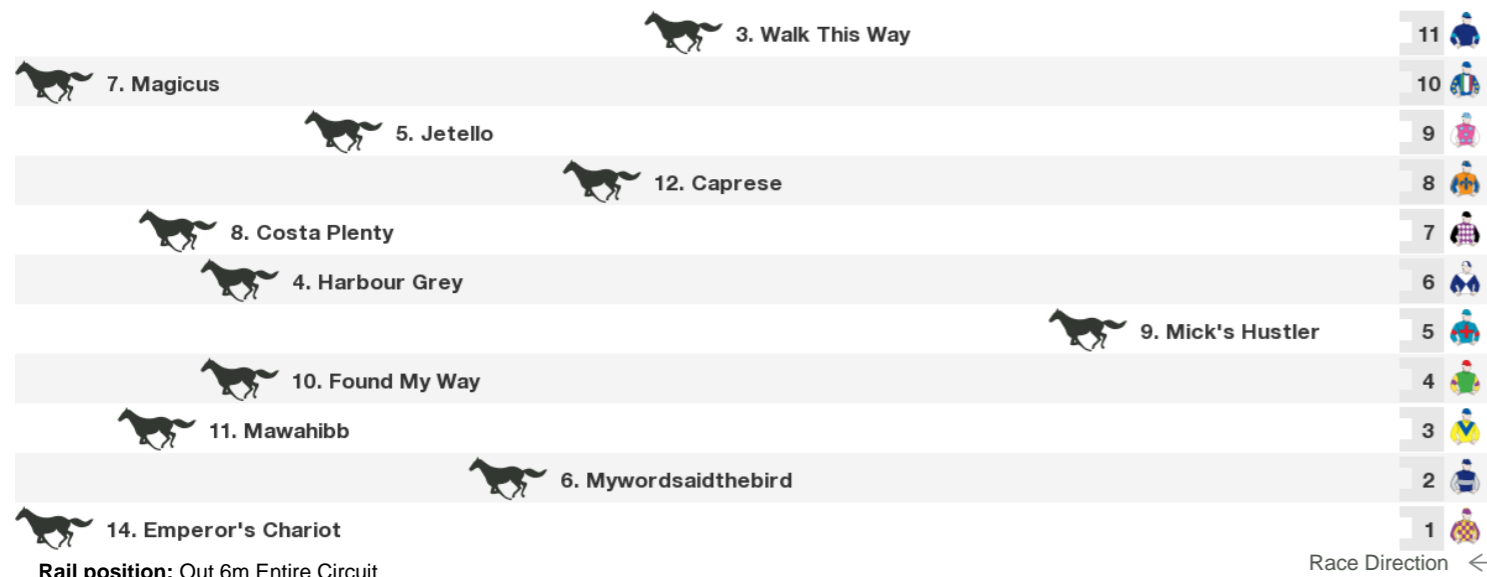 3. Walk This Way 11
7. Magicus 10
5. Jetello 9
12. Caprese 8
8. Costa Plenty 7
4. Harbour Grey 6
9. Mick's Hustler 5
10. Found My Way 4
11. Mawahibb 3
6. Mywordsaidthebird 2
14. Emperor's Chariot 1
Race Direction
Rail position: Out 6m Entire Circuit